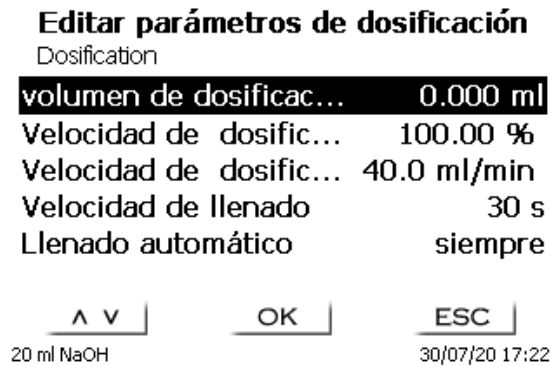 Editar parámetros de dosificación
Dosification
volumen de dosificac... 0.000 ml
Velocidad de dosific... 100.00 %
Velocidad de dosific... 40.0 ml/min
Velocidad de llenado 30 s
Llenado automático siempre
∧ ∨ OK ESC
20 ml NaOH 30/07/20 17:22